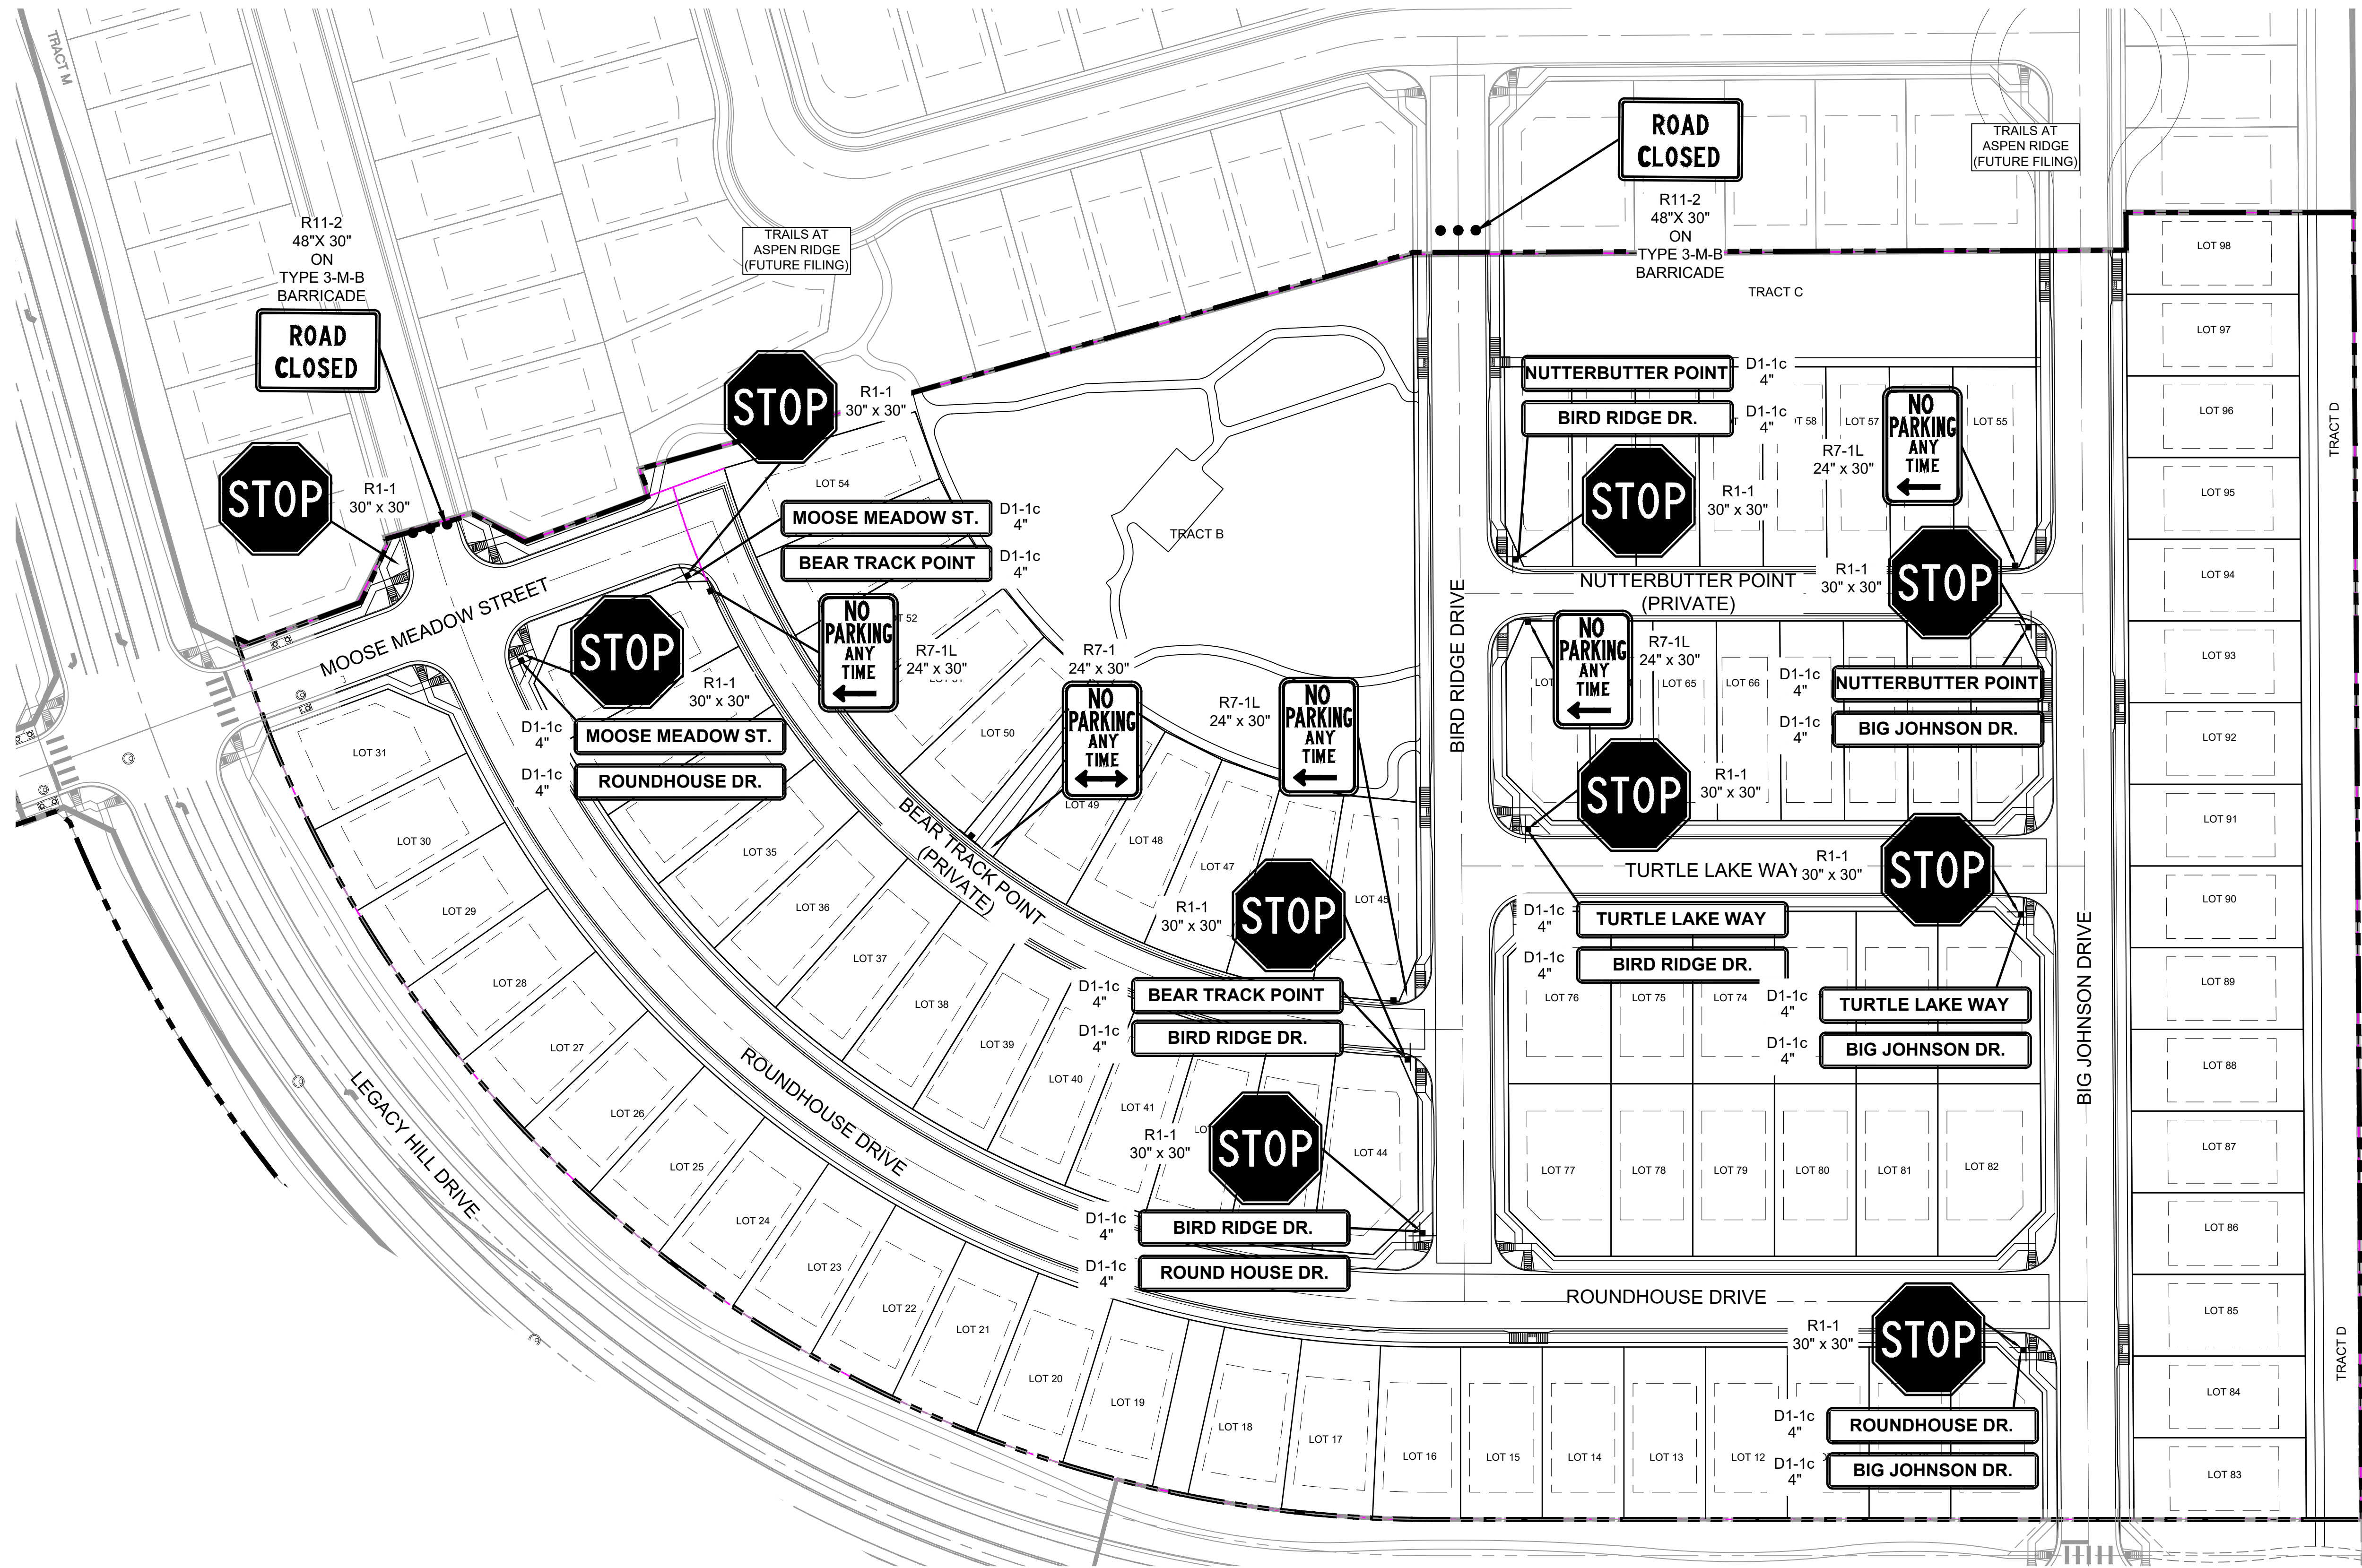 TRACT M
ROAD
CLOSED
R11-2
48"X 30"
ON
TYPE 3-M-B
BARRICADE
TRAILS AT
ASPEN RIDGE
(FUTURE FILING)
TRAILS AT
ASPEN RIDGE
(FUTURE FILING)
R11-2
48"X 30"
ON
TYPE 3-M-B
BARRICADE
ROAD
CLOSED
TRACT C
LOT 98
LOT 97
LOT 96
LOT 95
LOT 94
LOT 93
LOT 92
LOT 91
LOT 90
LOT 89
LOT 88
LOT 87
LOT 86
LOT 85
LOT 84
LOT 83
TRACT D
TRACT D
STOP
R1-1
30" x 30"
STOP
R1-1
30" x 30"
LOT 54
MOOSE MEADOW ST.
D1-1c
4"
BEAR TRACK POINT
D1-1c
4"
NUTTERBUTTER POINT
D1-1c
4"
BIRD RIDGE DR.
D1-1c
4"
58
LOT 57
LOT 55
NO
PARKING
ANY
TIME
R7-1L
24" x 30"
STOP
R1-1
30" x 30"
TRACT B
NUTTERBUTTER POINT
(PRIVATE)
R1-1
30" x 30"
STOP
MOOSE MEADOW STREET
STOP
R1-1
30" x 30"
NO
PARKING
ANY
TIME
52
R7-1L
24" x 30"
R7-1
24" x 30"
NO
PARKING
ANY
TIME
R7-1L
24" x 30"
NO
PARKING
ANY
TIME
BIRD RIDGE DRIVE
NO
PARKING
ANY
TIME
R7-1L
24" x 30"
LOT 65
LOT 66
D1-1c
4"
NUTTERBUTTER POINT
D1-1c
4"
BIG JOHNSON DR.
D1-1c
4"
MOOSE MEADOW ST.
D1-1c
4"
ROUNDHOUSE DR.
LOT 50
LOT 49
LOT 48
LOT 47
LOT 45
STOP
R1-1
30" x 30"
TURTLE LAKE WAY
R1-1
30" x 30"
STOP
LOT 31
LOT 30
LOT 29
LOT 28
LOT 27
LOT 26
LOT 25
LOT 24
LOT 23
LOT 22
LOT 21
LOT 20
LOT 19
LOT 18
LOT 17
LOT 16
LOT 15
LOT 14
LOT 13
LOT 12
LOT 35
LOT 36
LOT 37
LOT 38
LOT 39
LOT 40
LOT 41
LOT 44
BEAR TRACK POINT
(PRIVATE)
R1-1
30" x 30"
STOP
D1-1c
4"
BEAR TRACK POINT
D1-1c
4"
BIRD RIDGE DR.
D1-1c
4"
TURTLE LAKE WAY
D1-1c
4"
BIRD RIDGE DR.
LOT 76
LOT 75
LOT 74
D1-1c
4"
TURTLE LAKE WAY
D1-1c
4"
BIG JOHNSON DR.
BIG JOHNSON DRIVE
LEGACY HILL DRIVE
ROUNDHOUSE DRIVE
R1-1
30" x 30"
STOP
LOT 77
LOT 78
LOT 79
LOT 80
LOT 81
LOT 82
D1-1c
4"
BIRD RIDGE DR.
D1-1c
4"
ROUND HOUSE DR.
ROUNDHOUSE DRIVE
R1-1
30" x 30"
STOP
D1-1c
4"
ROUNDHOUSE DR.
D1-1c
4"
BIG JOHNSON DR.